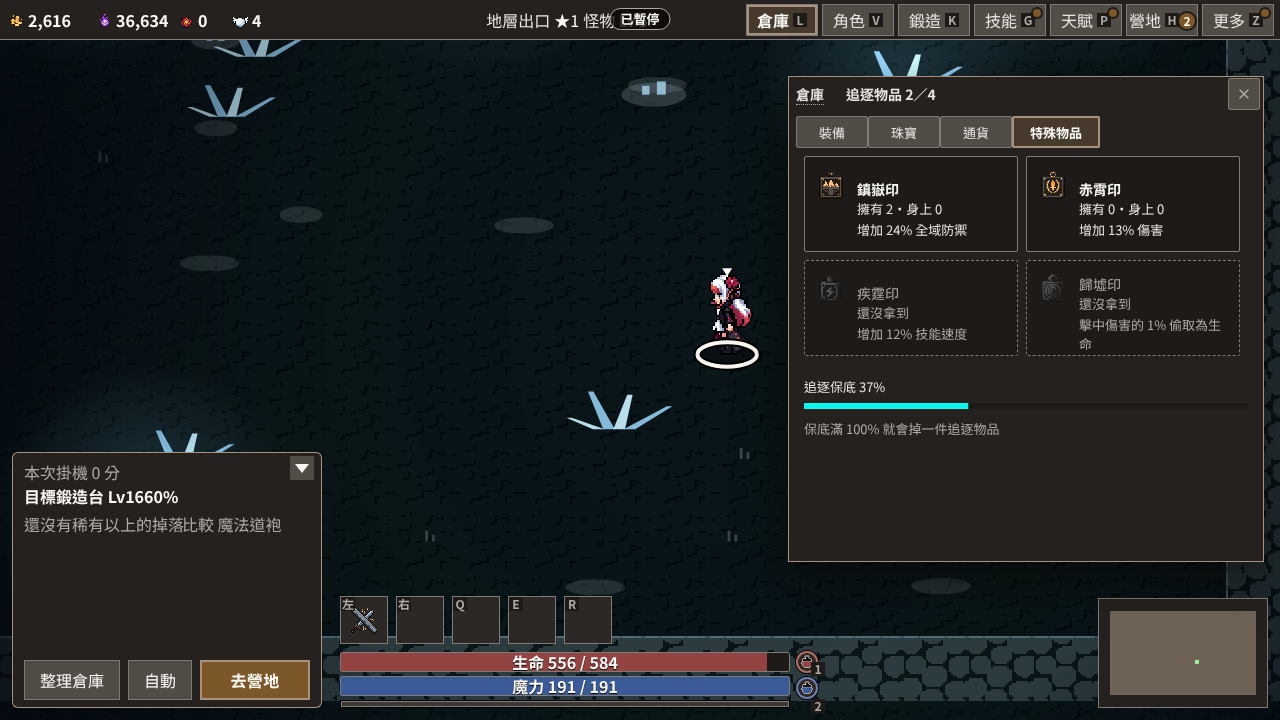 2,616 36,634 0 4
地層出口 ★1 怪物 已暫停
倉庫 L 角色 V 鍛造 K 技能 G 天賦 P 營地 H 2 更多 Z
倉庫 追逐物品 2／4
裝備 珠寶 通貨 特殊物品
鎮嶽印
擁有 2・身上 0
增加 24% 全域防禦
赤霄印
擁有 0・身上 0
增加 13% 傷害
疾霆印
還沒拿到
增加 12% 技能速度
歸墟印
還沒拿到
擊中傷害的 1% 偷取為生
命
追逐保底 37%
保底滿 100% 就會掉一件追逐物品
本次掛機 0 分
目標鍛造台 Lv1660%
還沒有稀有以上的掉落比較 魔法道袍
整理倉庫 自動 去營地
左 右 Q E R
生命 556 / 584 1
魔力 191 / 191 2